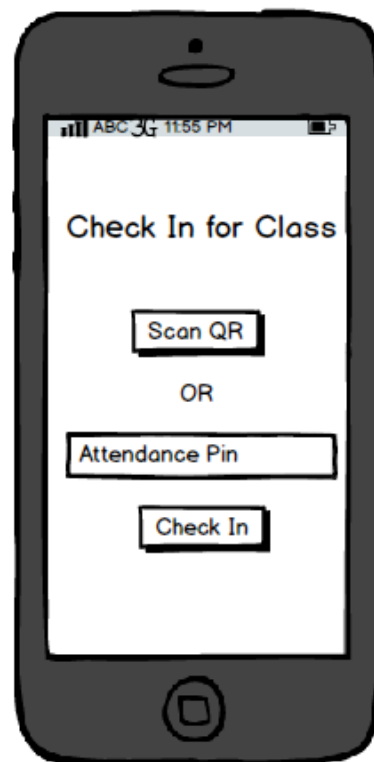 ABC 3G 11:55 PM
Check In for Class
Scan QR
OR
Attendance Pin
Check In